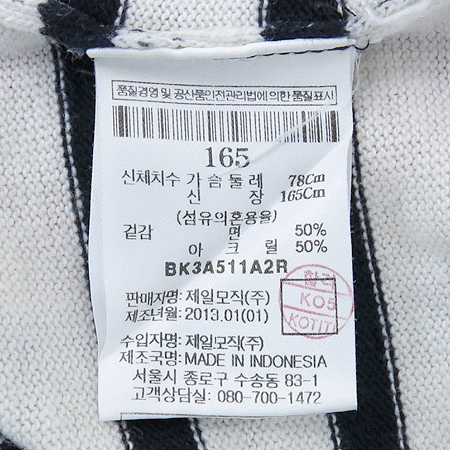 품질경영 및 공산품안전관리법에 의한 품질표시
165
신체치수 가 슴 둘 레 78Cm
신 장 165Cm
(섬유의혼용율)
겉감 면 50%
아 크 릴 50%
BK3A511A2R
합격
KO5
KOTITI
판매자명: 제일모직(주)
제조년월: 2013.01(01)
수입자명: 제일모직(주)
제조국명: MADE IN INDONESIA
서울시 종로구 수송동 83-1
고객상담실: 080-700-1472